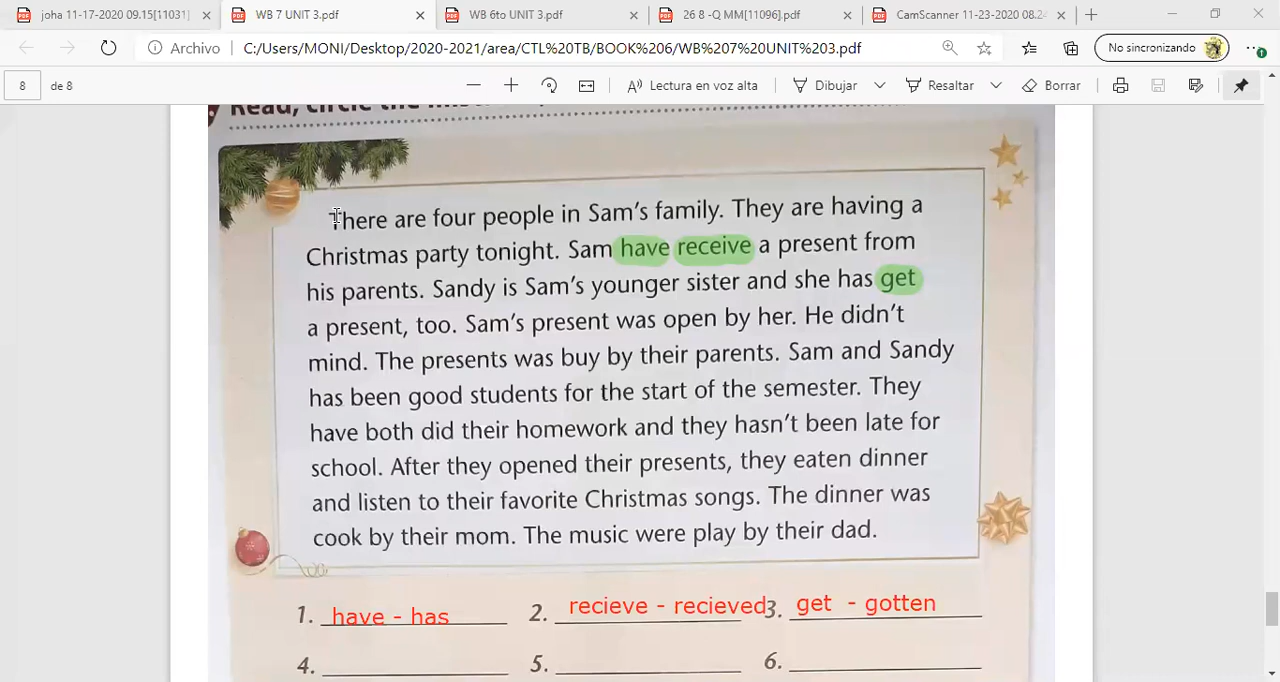 joha 11-17-2020 09.15[11031]
WB 7 UNIT 3.pdf
WB 6to UNIT 3.pdf
26 8 -Q MM[11096].pdf
CamScanner 11-23-2020 08.24
Archivo
C:/Users/MONI/Desktop/2020-2021/area/CTL%20TB/BOOK%206/WB%207%20UNIT%203.pdf
No sincronizando
8 de 8
Lectura en voz alta
Dibujar
Resaltar
Borrar
Read, circle the
There are four people in Sam's family. They are having a
Christmas party tonight. Sam have receive a present from
his parents. Sandy is Sam's younger sister and she has get
a present, too. Sam's present was open by her. He didn't
mind. The presents was buy by their parents. Sam and Sandy
has been good students for the start of the semester. They
have both did their homework and they hasn't been late for
school. After they opened their presents, they eaten dinner
and listen to their favorite Christmas songs. The dinner was
cook by their mom. The music were play by their dad.
1. have - has 2. recieve - recieved 3. get - gotten
4. 5. 6.